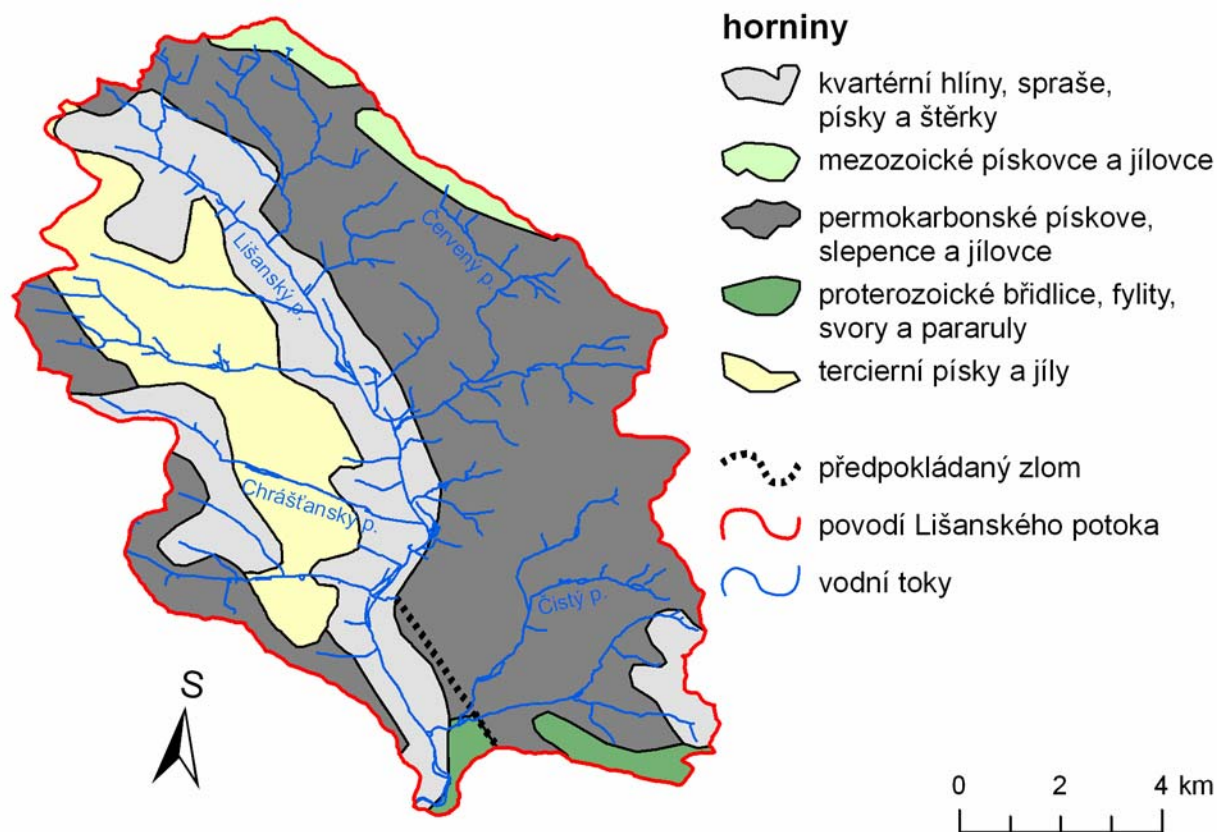 horniny
kvartérní hlíny, spraše,
písky a štěrky
mezozoické pískovce a jílovce
permokarbonské pískove,
slepence a jílovce
proterozoické břidlice, fylity,
svory a pararuly
tercierní písky a jíly
předpokládaný zlom
povodí Lišanského potoka
vodní toky
Lišanský p.
Červený p.
Chrášťanský p.
Čistý p.
S
0 2 4 km